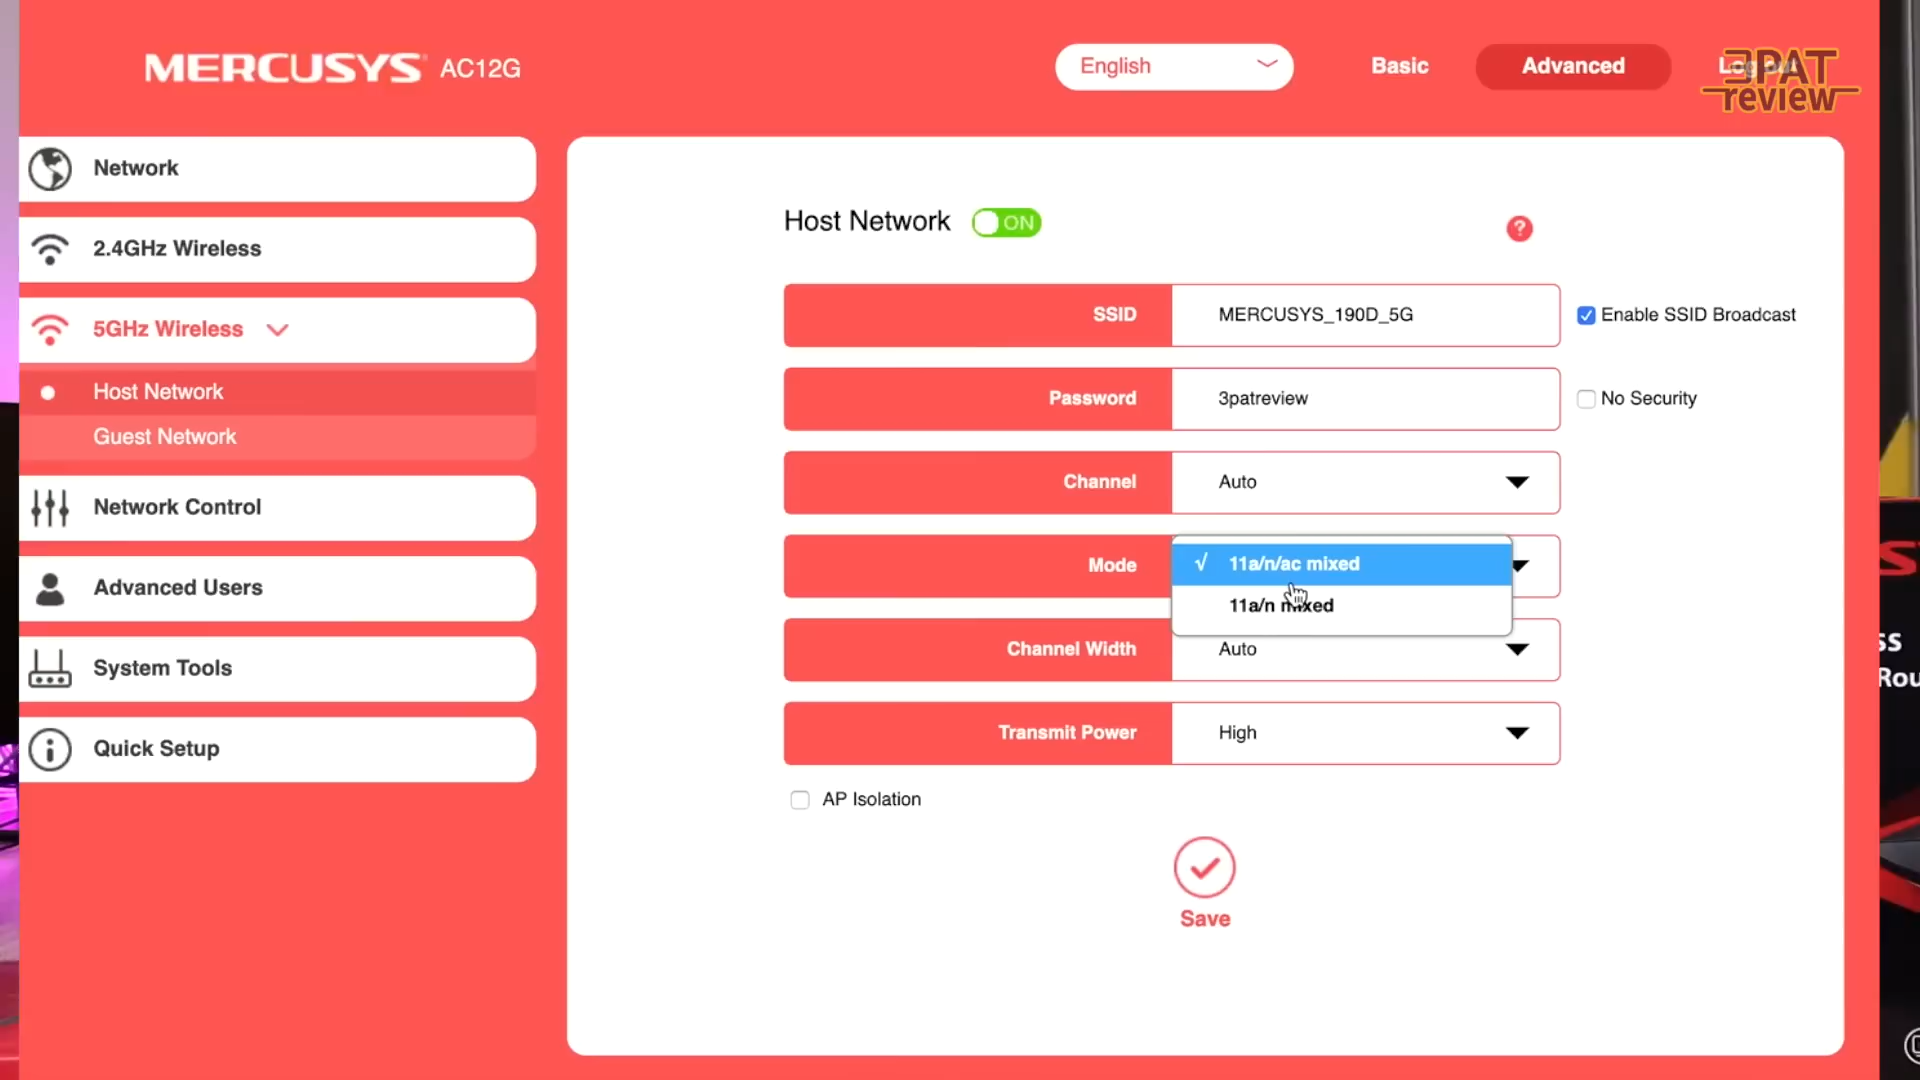 MERCUSYS AC12G
English
Basic
Advanced
Log out
3PAT
review
Network
2.4GHz Wireless
5GHz Wireless
Host Network
Guest Network
Network Control
Advanced Users
System Tools
Quick Setup
Host Network ON
?
SSID MERCUSYS_190D_5G
Enable SSID Broadcast
Password 3patreview
No Security
Channel Auto
Mode √ 11a/n/ac mixed
11a/n mixed
Channel Width Auto
Transmit Power High
AP Isolation
Save